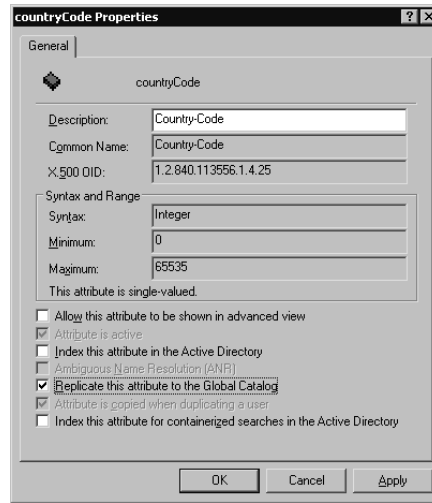 countryCode Properties
General
countryCode
Description: Country-Code
Common Name: Country-Code
X.500 OID: 1.2.840.113556.1.4.25
Syntax and Range
Syntax: Integer
Minimum: 0
Maximum: 65535
This attribute is single-valued.
Allow this attribute to be shown in advanced view
Attribute is active
Index this attribute in the Active Directory
Ambiguous Name Resolution (ANR)
Replicate this attribute to the Global Catalog
Attribute is copied when duplicating a user
Index this attribute for containerized searches in the Active Directory
OK Cancel Apply